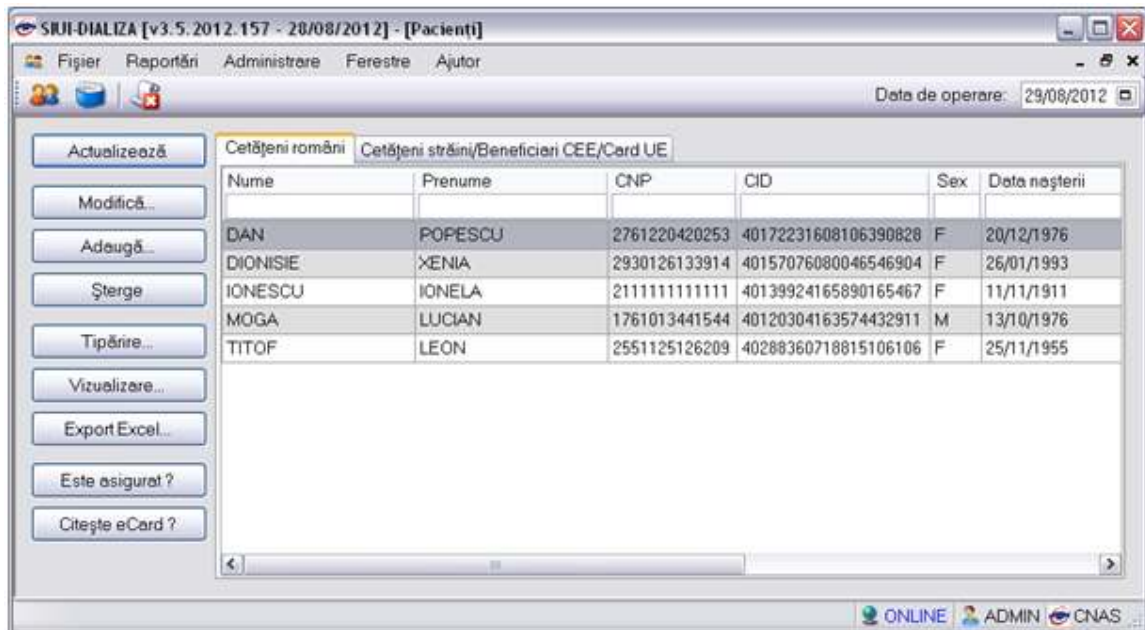 SIUI-DIALIZA [v3.5.2012.157 - 28/08/2012] - [Pacienți]
Fișier Raportări Administrare Ferestre Ajutor
Data de operare: 29/08/2012
Actualizează
Modifică...
Adaugă...
Șterge
Tipărire...
Vizualizare...
Export Excel...
Este asigurat ?
Citește eCard ?
Cetățeni români Cetățeni străini/Beneficiari CEE/Card UE
Nume Prenume CNP CID Sex Data nașterii
DAN POPESCU 2761220420253 40172231608106390828 F 20/12/1976
DIONISIE XENIA 2930126133914 40157076080046546904 F 26/01/1993
IONESCU IONELA 2111111111111 40139924165890165467 F 11/11/1911
MOGA LUCIAN 1761013441544 40120304163574432911 M 13/10/1976
TITOF LEON 2551125126209 40288360718815106106 F 25/11/1955
ONLINE ADMIN CNAS